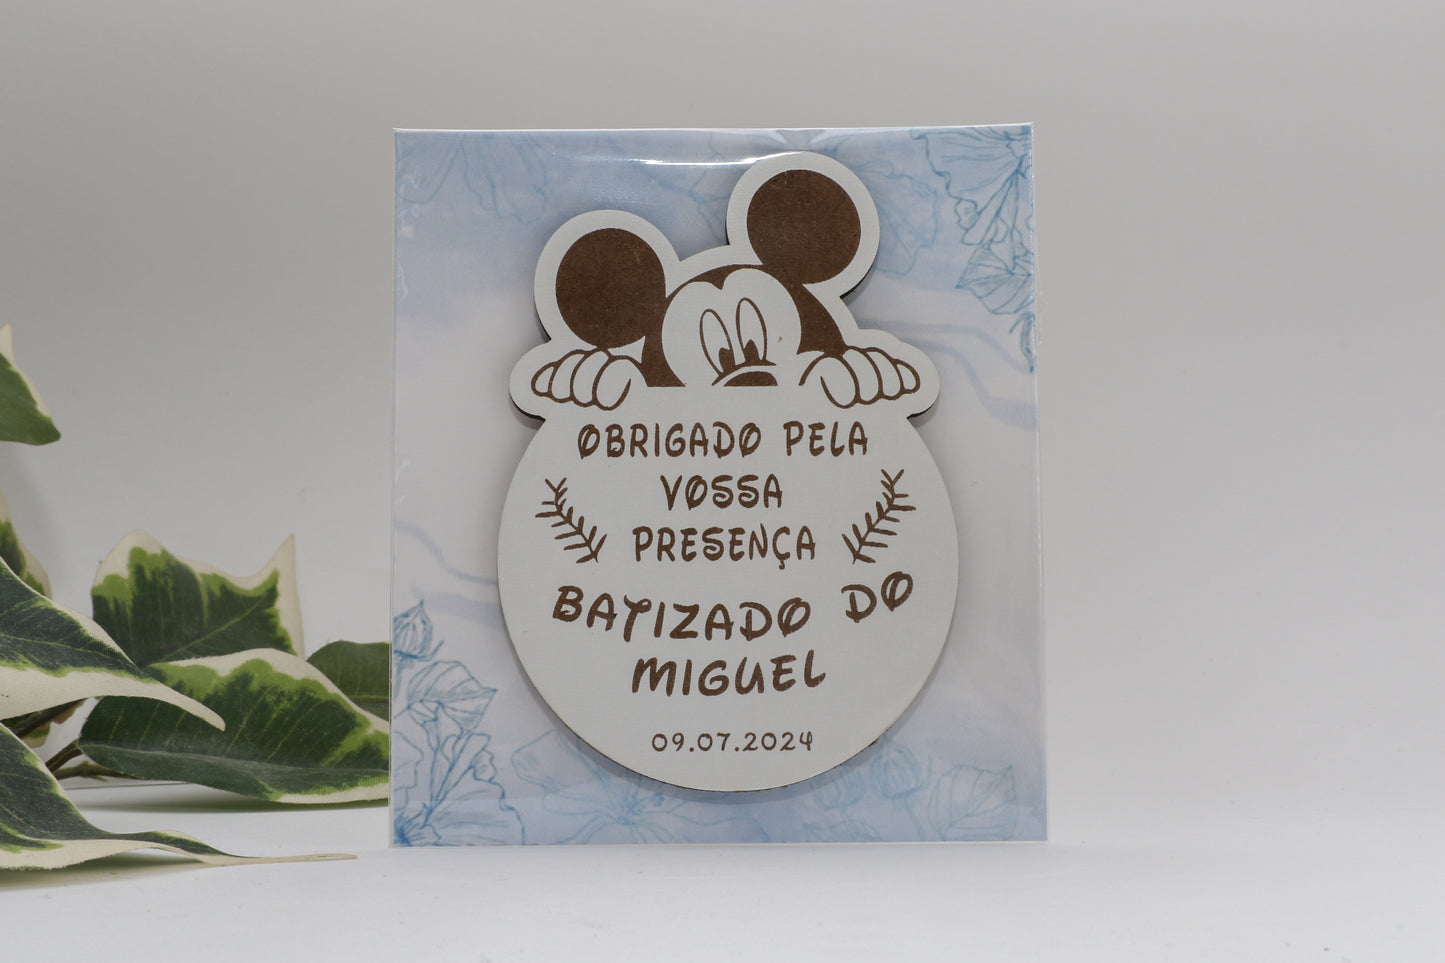 OBRIGADO PELA
VOSSA
PRESENÇA
BATIZADO DO
MIGUEL
09.07.2024